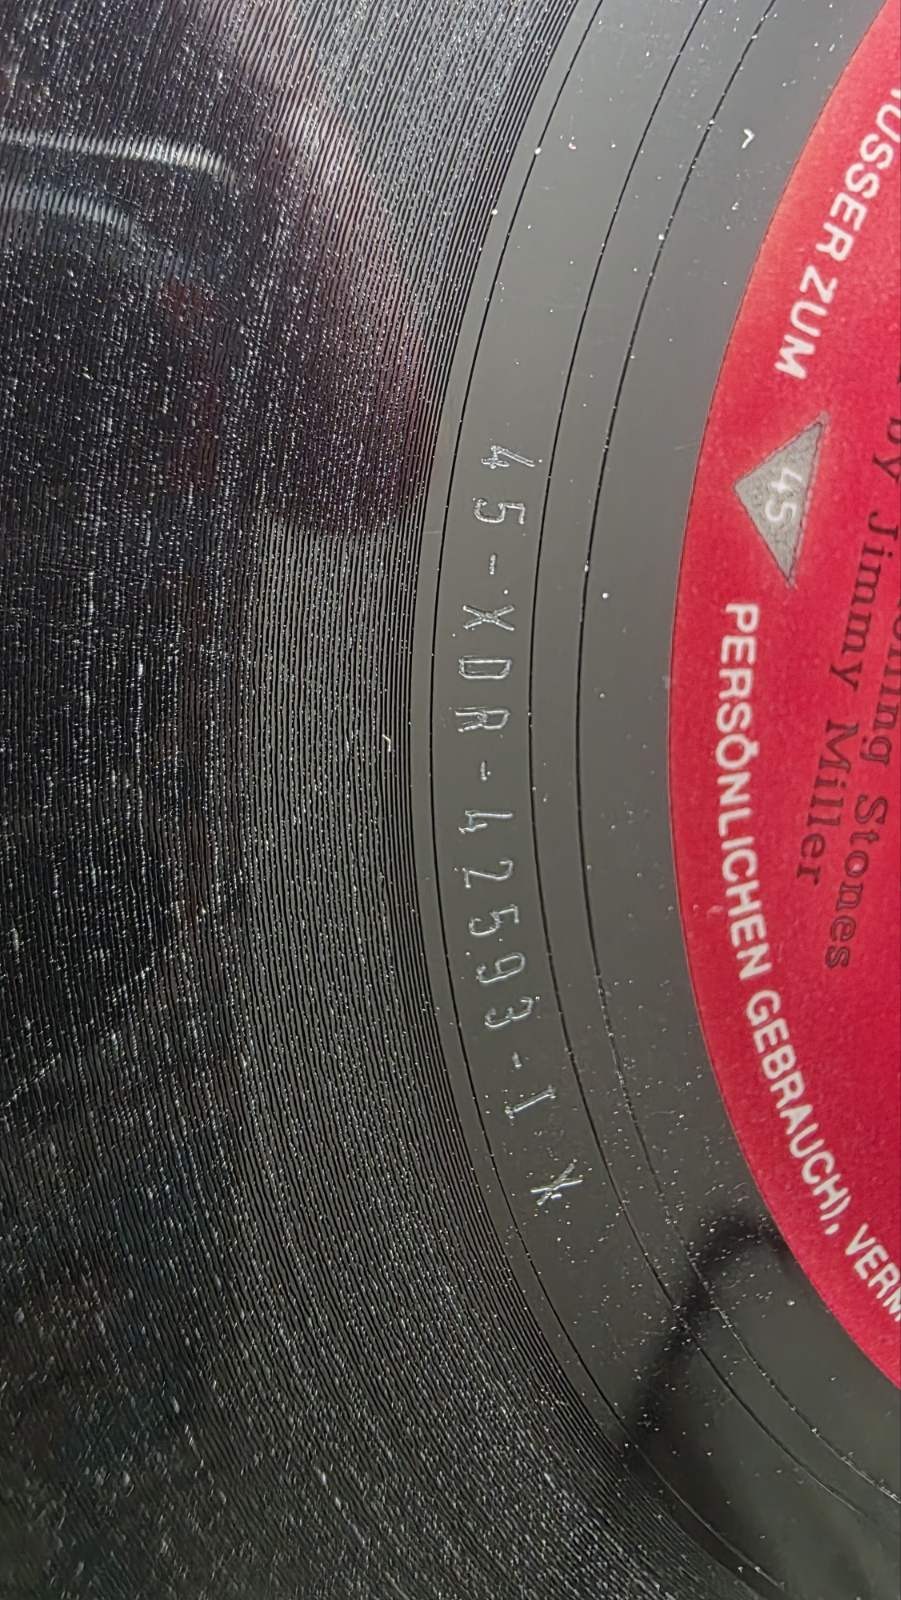 45-XDR-42593-1 K
USSER ZUM
45
PERSÖNLICHEN GEBRAUCH), VERM
by Jimmy Miller
Stones